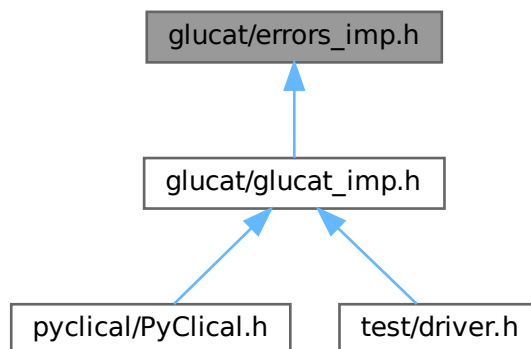 glucat/errors_imp.h
glucat/glucat_imp.h
pyclical/PyClical.h
test/driver.h